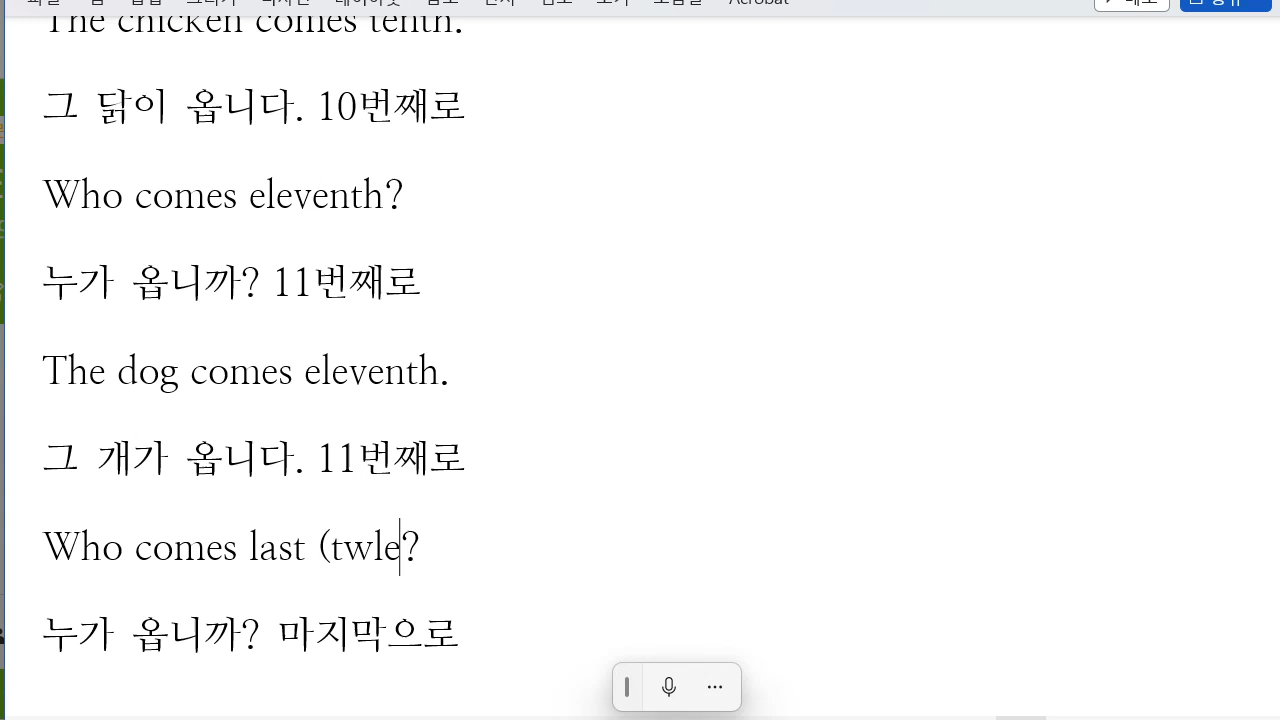 Acrobat
The chicken comes tenth.
그 닭이 옵니다. 10번째로
Who comes eleventh?
누가 옵니까? 11번째로
The dog comes eleventh.
그 개가 옵니다. 11번째로
Who comes last (twle?
누가 옵니까? 마지막으로